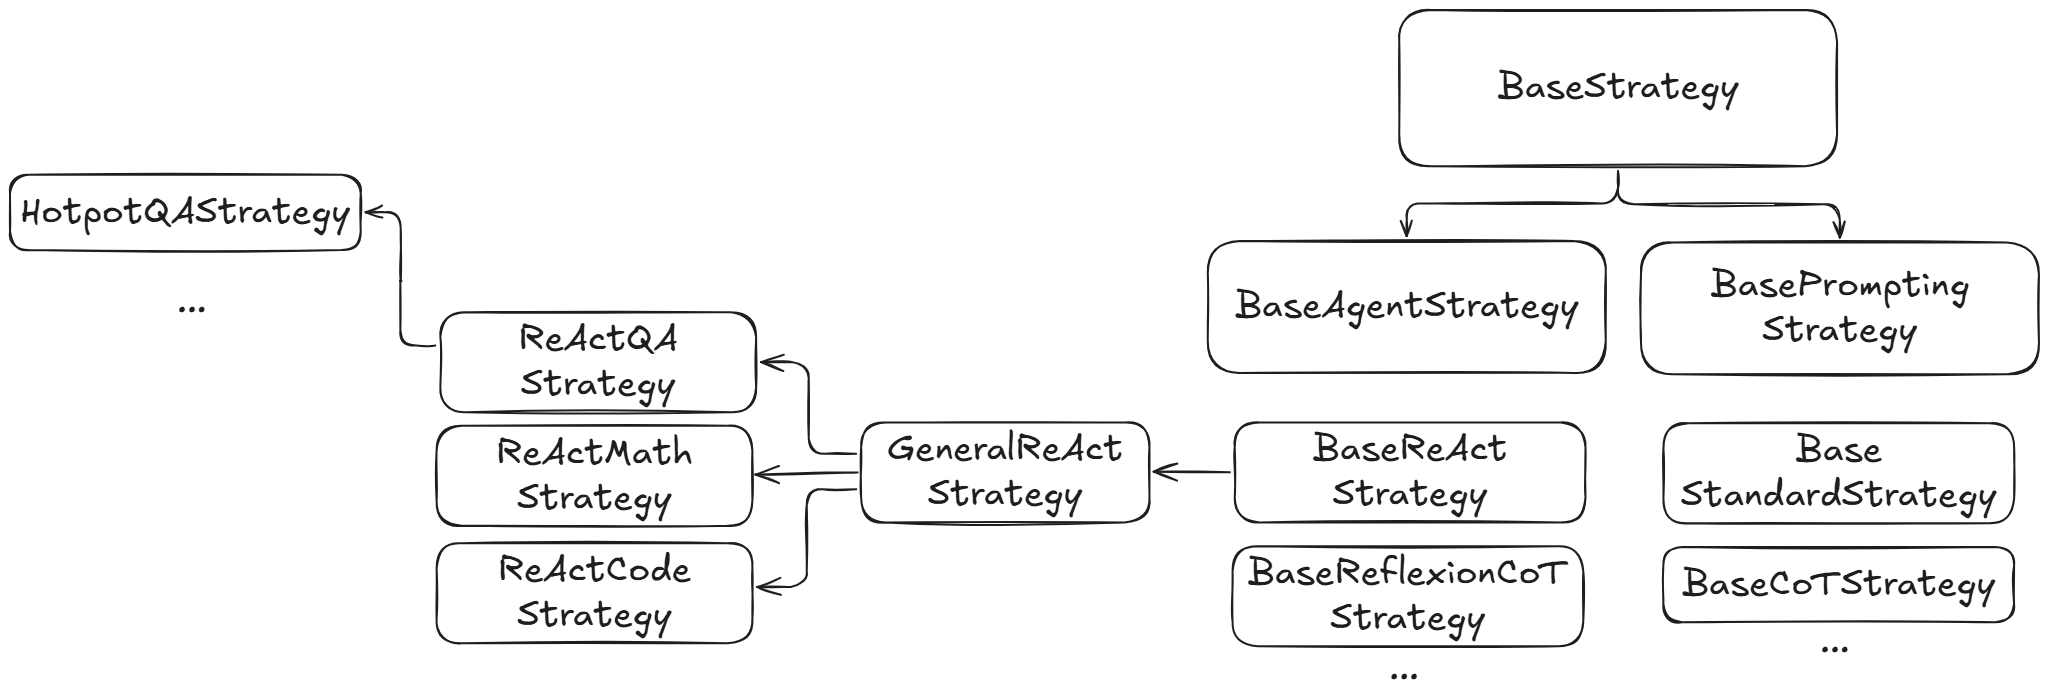 BaseStrategy
HotpotQAStrategy
...
BaseAgentStrategy
BasePrompting
Strategy
ReActQA
Strategy
ReActMath
Strategy
ReActCode
Strategy
GeneralReAct
Strategy
BaseReAct
Strategy
BaseReflexionCoT
Strategy
...
Base
StandardStrategy
BaseCoTStrategy
...